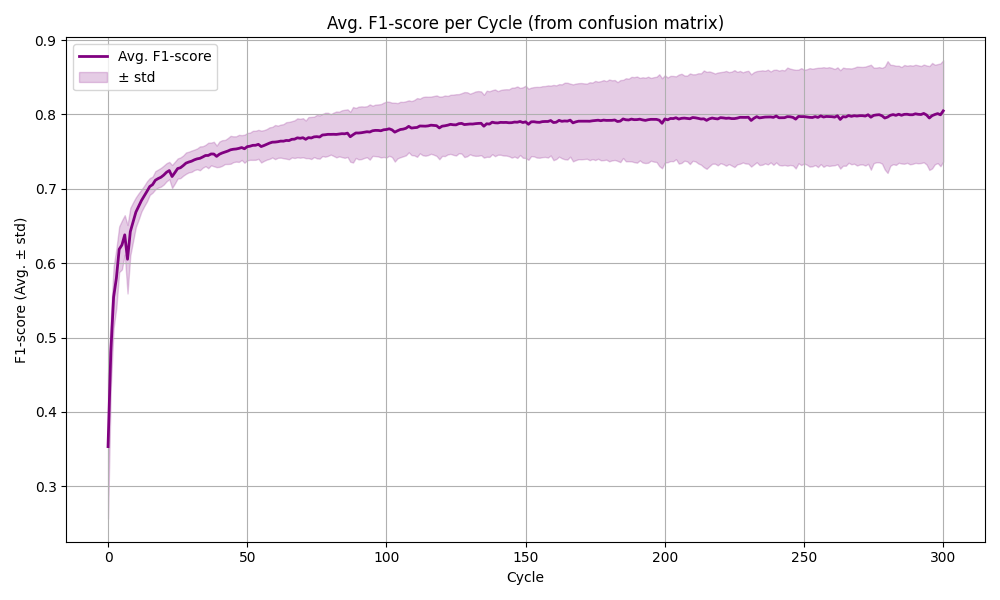 Avg. F1-score per Cycle (from confusion matrix)
Avg. F1-score
± std
F1-score (Avg. ± std)
0.9
0.8
0.7
0.6
0.5
0.4
0.3
0 50 100 150 200 250 300
Cycle